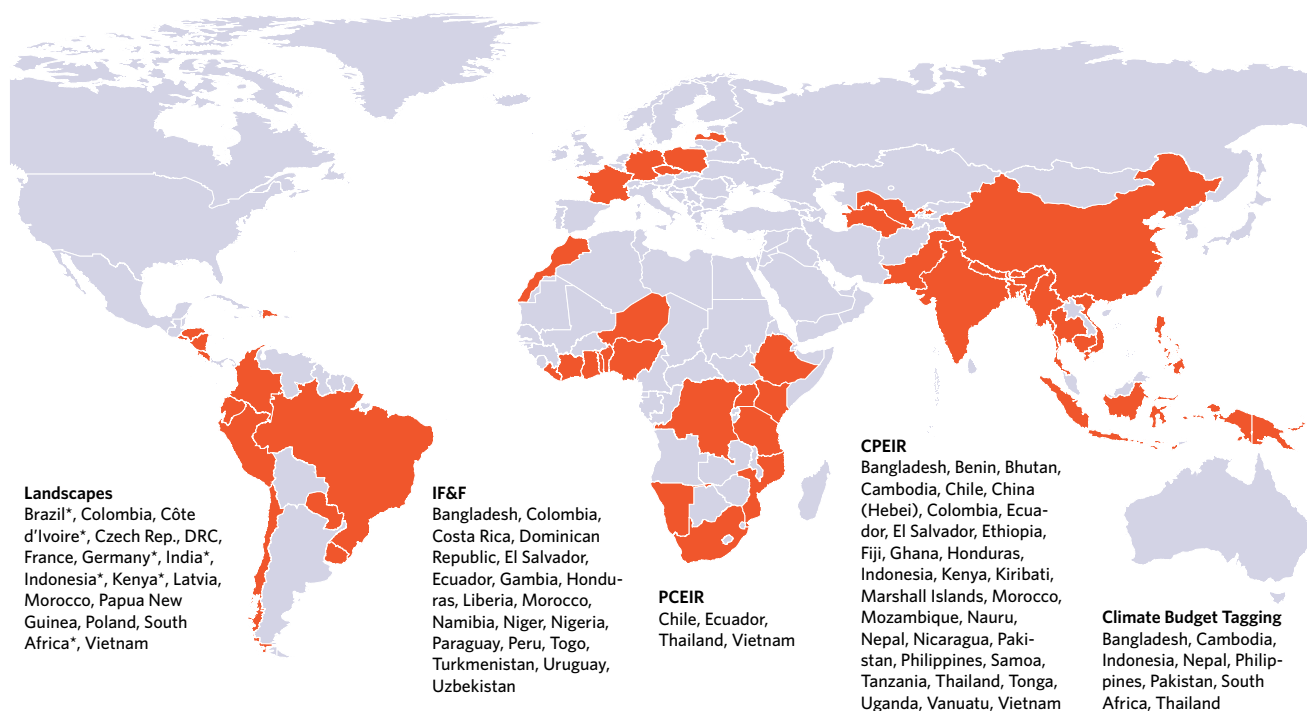 Landscapes
Brazil*, Colombia, Côte
d’Ivoire*, Czech Rep., DRC,
France, Germany*, India*,
Indonesia*, Kenya*, Latvia,
Morocco, Papua New
Guinea, Poland, South
Africa*, Vietnam
IF&F
Bangladesh, Colombia,
Costa Rica, Dominican
Republic, El Salvador,
Ecuador, Gambia, Hondu-
ras, Liberia, Morocco,
Namibia, Niger, Nigeria,
Paraguay, Peru, Togo,
Turkmenistan, Uruguay,
Uzbekistan
PCEIR
Chile, Ecuador,
Thailand, Vietnam
CPEIR
Bangladesh, Benin, Bhutan,
Cambodia, Chile, China
(Hebei), Colombia, Ecua-
dor, El Salvador, Ethiopia,
Fiji, Ghana, Honduras,
Indonesia, Kenya, Kiribati,
Marshall Islands, Morocco,
Mozambique, Nauru,
Nepal, Nicaragua, Paki-
stan, Philippines, Samoa,
Tanzania, Thailand, Tonga,
Uganda, Vanuatu, Vietnam
Climate Budget Tagging
Bangladesh, Cambodia,
Indonesia, Nepal, Philip-
pines, Pakistan, South
Africa, Thailand